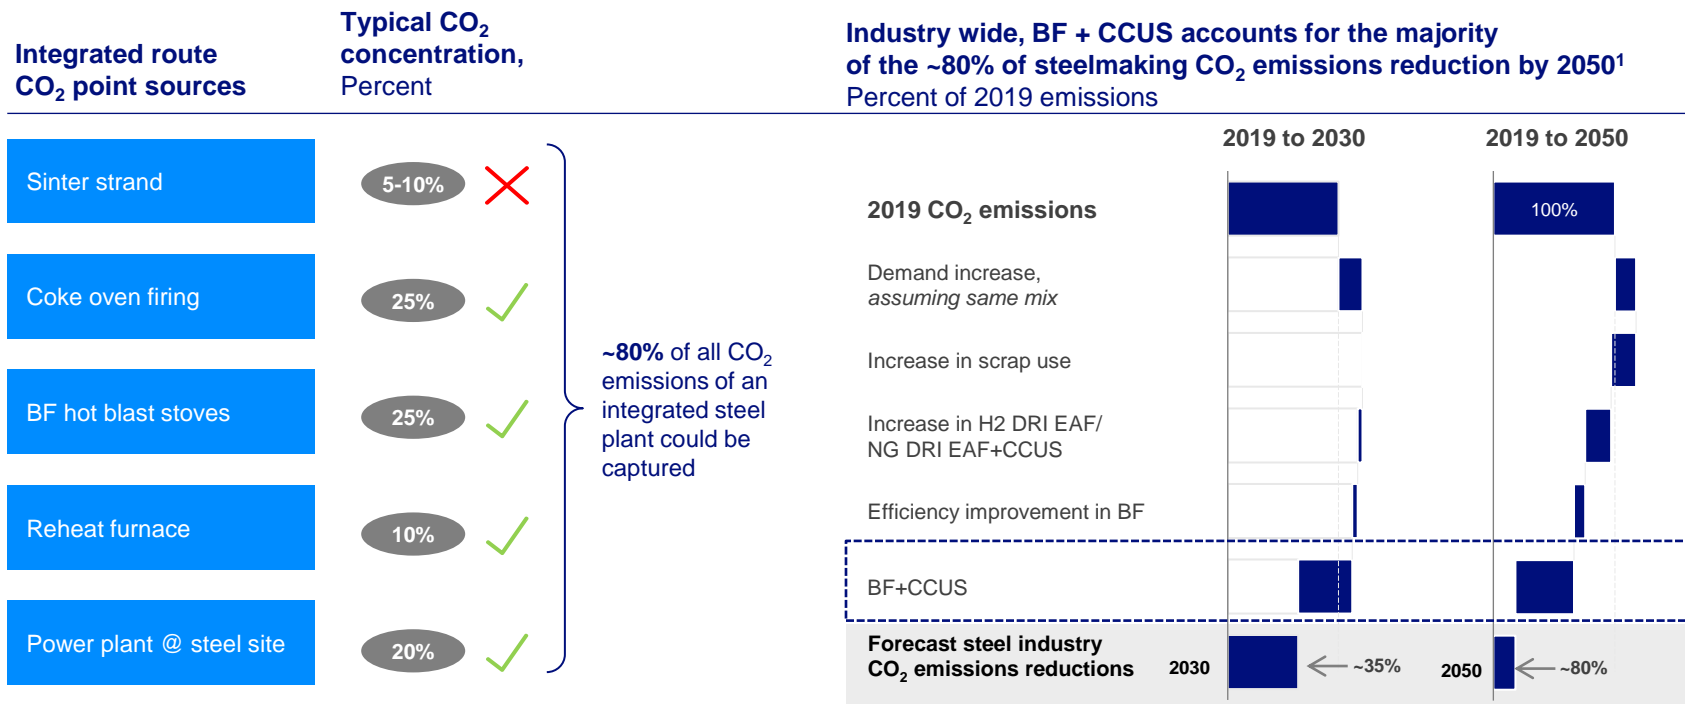 Integrated route
CO2 point sources
Typical CO2
concentration,
Percent
Sinter strand
5-10%
Coke oven firing
25%
BF hot blast stoves
25%
Reheat furnace
10%
Power plant @ steel site
20%
~80% of all CO2
emissions of an
integrated steel
plant could be
captured
Industry wide, BF + CCUS accounts for the majority
of the ~80% of steelmaking CO2 emissions reduction by 2050¹
Percent of 2019 emissions
2019 to 2030
2019 to 2050
2019 CO2 emissions
100%
Demand increase,
assuming same mix
Increase in scrap use
Increase in H2 DRI EAF/
NG DRI EAF+CCUS
Efficiency improvement in BF
BF+CCUS
Forecast steel industry
CO2 emissions reductions
2030
~35%
2050
~80%